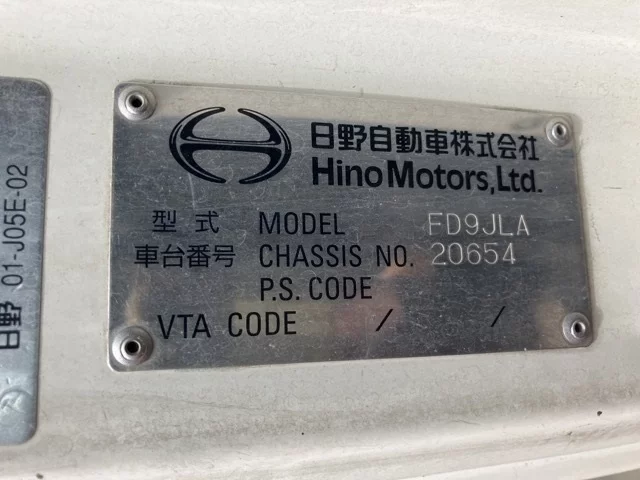 日野 01-J05E-02
日野自動車株式会社
Hino Motors, Ltd.
型式 MODEL FD9JLA
車台番号 CHASSIS NO. 20654
P.S. CODE
VTA CODE / /